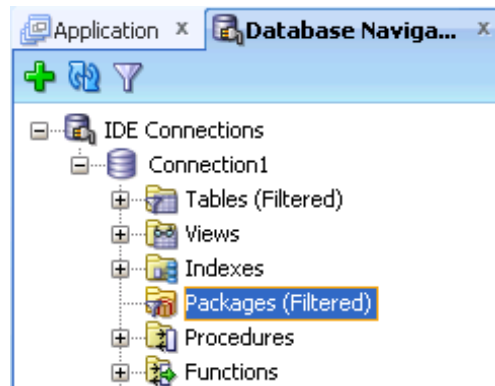 Application x Database Naviga... x
IDE Connections
Connection1
Tables (Filtered)
Views
Indexes
Packages (Filtered)
Procedures
Functions